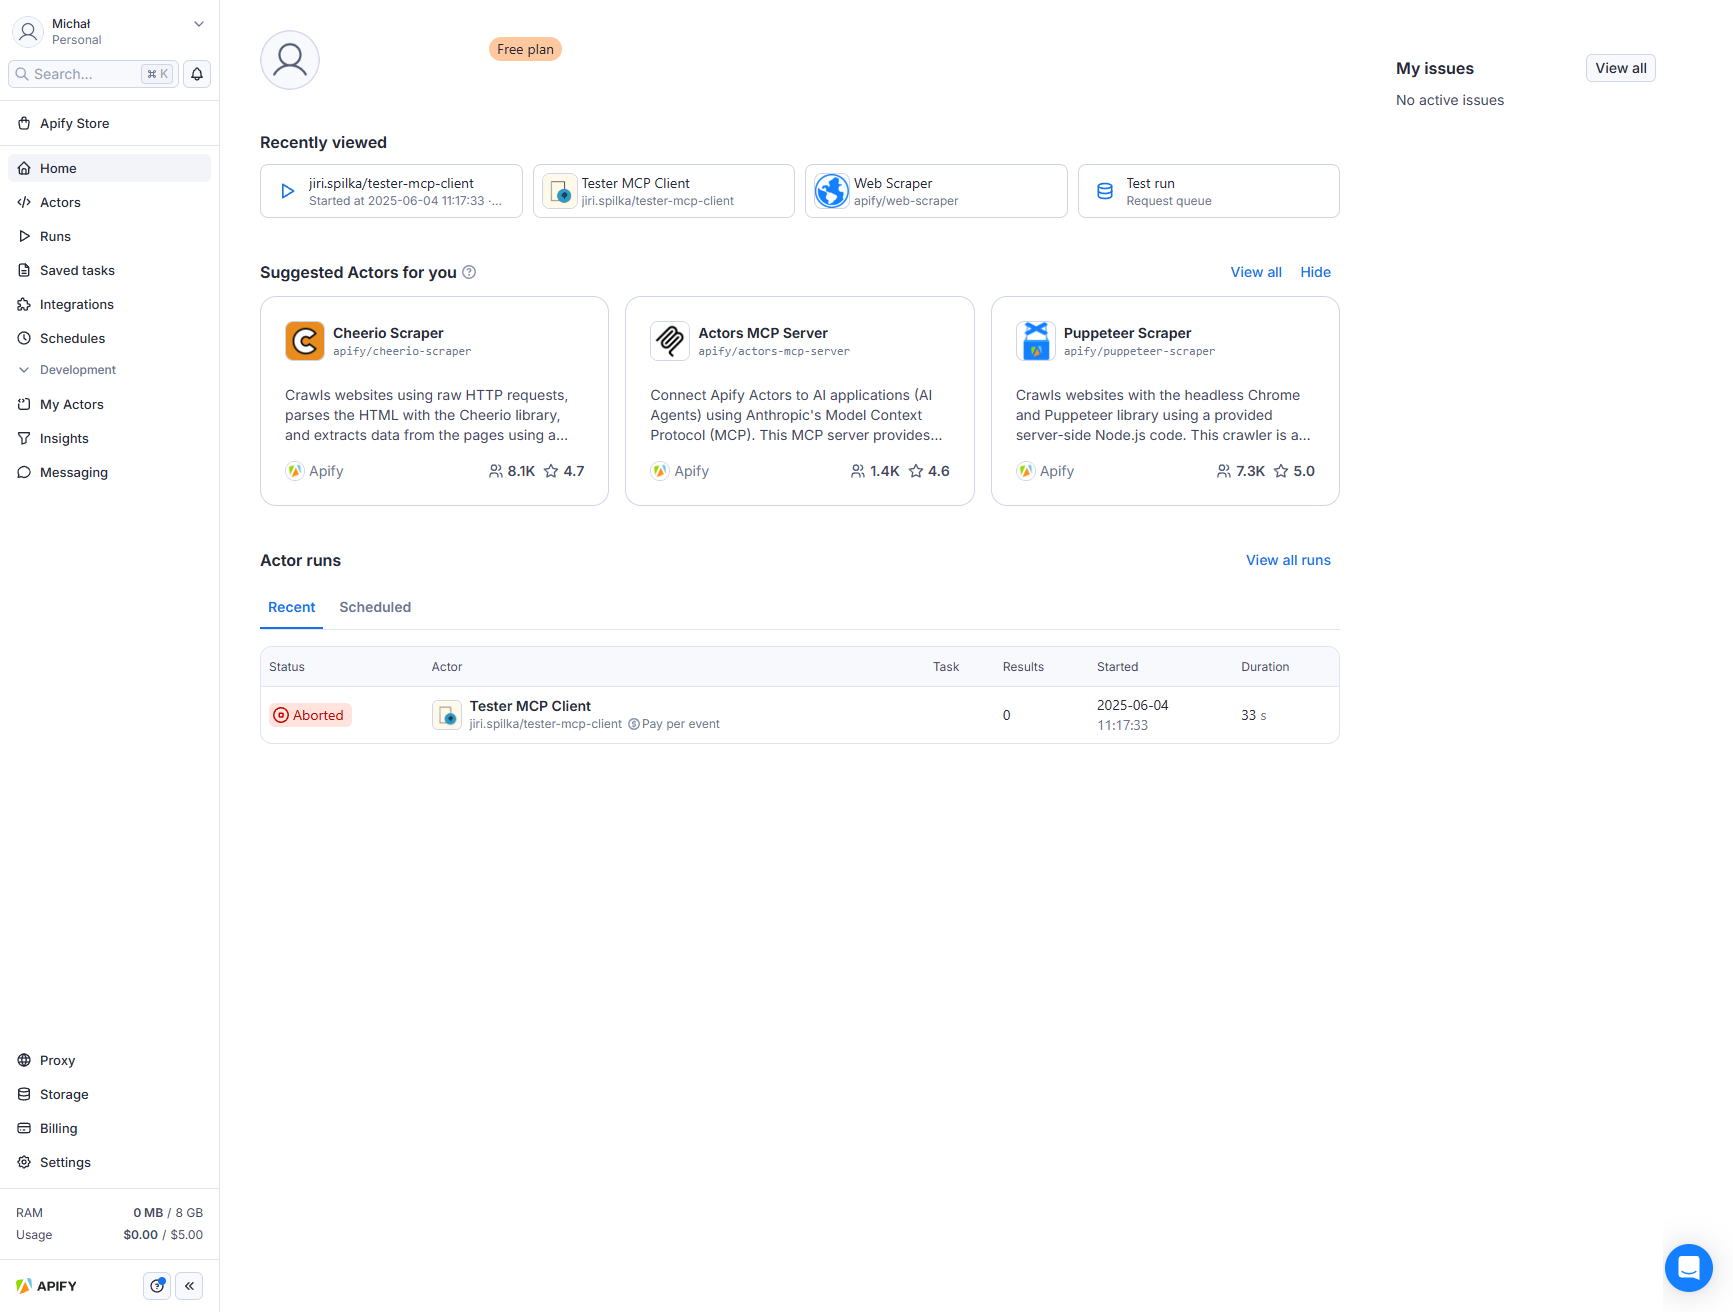 Michał
Personal
Search...
⌘ K
Apify Store
Home
Actors
Runs
Saved tasks
Integrations
Schedules
Development
My Actors
Insights
Messaging
Proxy
Storage
Billing
Settings
RAM 0 MB / 8 GB
Usage $0.00 / $5.00
APIFY
Free plan
Recently viewed
jiri.spilka/tester-mcp-client
Started at 2025-06-04 11:17:33 ·...
Tester MCP Client
jiri.spilka/tester-mcp-client
Web Scraper
apify/web-scraper
Test run
Request queue
Suggested Actors for you
View all Hide
Cheerio Scraper
apify/cheerio-scraper
Crawls websites using raw HTTP requests,
parses the HTML with the Cheerio library,
and extracts data from the pages using a...
Apify 8.1K 4.7
Actors MCP Server
apify/actors-mcp-server
Connect Apify Actors to AI applications (AI
Agents) using Anthropic's Model Context
Protocol (MCP). This MCP server provides...
Apify 1.4K 4.6
Puppeteer Scraper
apify/puppeteer-scraper
Crawls websites with the headless Chrome
and Puppeteer library using a provided
server-side Node.js code. This crawler is a...
Apify 7.3K 5.0
Actor runs
View all runs
Recent Scheduled
Status Actor Task Results Started Duration
Aborted
Tester MCP Client
jiri.spilka/tester-mcp-client Pay per event
0
2025-06-04
11:17:33
33 s
My issues
View all
No active issues